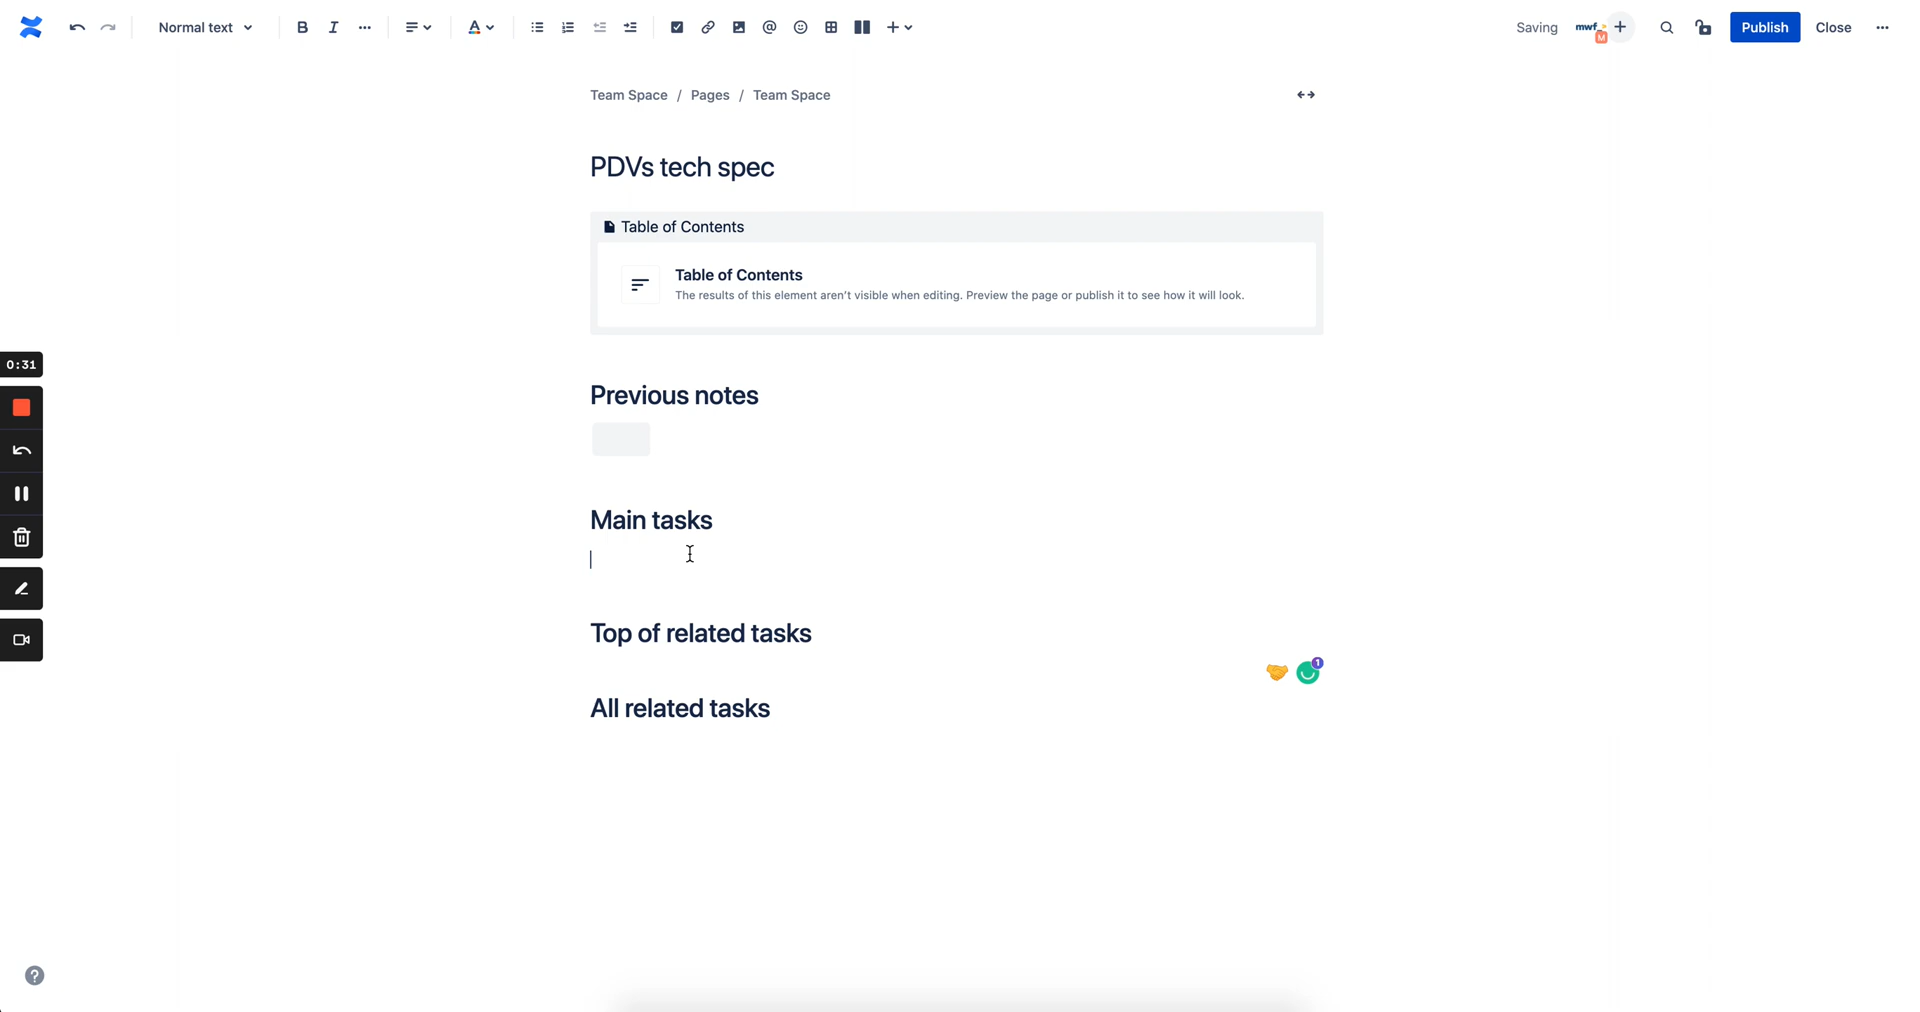 Normal text
Saving
mwf
M
Publish
Close
Team Space / Pages / Team Space
PDVs tech spec
Table of Contents
Table of Contents
The results of this element aren't visible when editing. Preview the page or publish it to see how it will look.
0:31
Previous notes
Main tasks
Top of related tasks
1
All related tasks